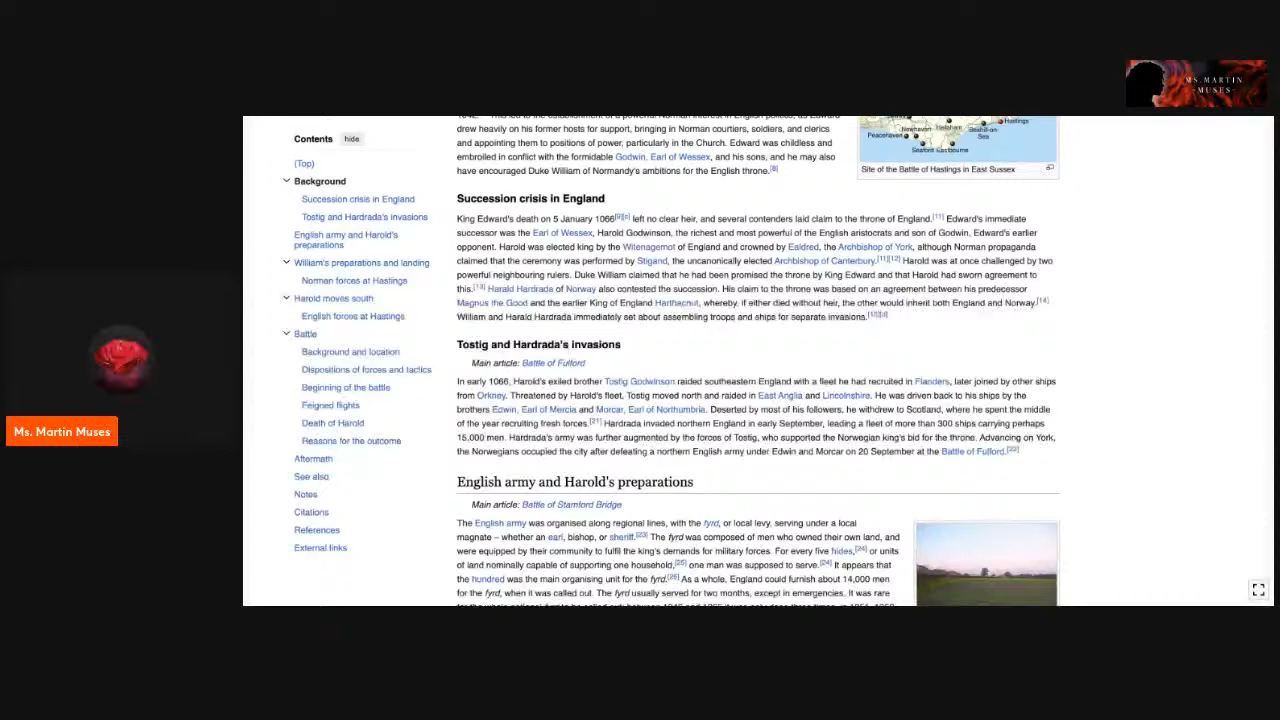 MS. MARTIN
-MUSES-
Contents hide
(Top)
Background
Succession crisis in England
Tostig and Hardrada's invasions
English army and Harold's
preparations
William's preparations and landing
Norman forces at Hastings
Harold moves south
English forces at Hastings
Battle
Background and location
Dispositions of forces and tactics
Beginning of the battle
Feigned flights
Death of Harold
Reasons for the outcome
Aftermath
See also
Notes
Citations
References
External links
drew heavily on his former hosts for support, bringing in Norman courtiers, soldiers, and clerics
and appointing them to positions of power, particularly in the Church. Edward was childless and
embroiled in conflict with the formidable Godwin, Earl of Wessex, and his sons, and he may also
have encouraged Duke William of Normandy's ambitions for the English throne.[8]
Hastings
Newhaven
Hailsham
Bexhill-on-
Sea
Peacehaven
Seaford Eastbourne
Site of the Battle of Hastings in East Sussex
Succession crisis in England
King Edward's death on 5 January 1066[9][c] left no clear heir, and several contenders laid claim to the throne of England.[11] Edward's immediate
successor was the Earl of Wessex, Harold Godwinson, the richest and most powerful of the English aristocrats and son of Godwin, Edward's earlier
opponent. Harold was elected king by the Witenagemot of England and crowned by Ealdred, the Archbishop of York, although Norman propaganda
claimed that the ceremony was performed by Stigand, the uncanonically elected Archbishop of Canterbury.[11][12] Harold was at once challenged by two
powerful neighbouring rulers. Duke William claimed that he had been promised the throne by King Edward and that Harold had sworn agreement to
this.[13] Harald Hardrada of Norway also contested the succession. His claim to the throne was based on an agreement between his predecessor
Magnus the Good and the earlier King of England Harthacnut, whereby, if either died without heir, the other would inherit both England and Norway.[14]
William and Harald Hardrada immediately set about assembling troops and ships for separate invasions.
Tostig and Hardrada's invasions
Main article: Battle of Fulford
In early 1066, Harold's exiled brother Tostig Godwinson raided southeastern England with a fleet he had recruited in Flanders, later joined by other ships
from Orkney. Threatened by Harold's fleet, Tostig moved north and raided in East Anglia and Lincolnshire. He was driven back to his ships by the
brothers Edwin, Earl of Mercia and Morcar, Earl of Northumbria. Deserted by most of his followers, he withdrew to Scotland, where he spent the middle
of the year recruiting fresh forces.[21] Hardrada invaded northern England in early September, leading a fleet of more than 300 ships carrying perhaps
15,000 men. Hardrada's army was further augmented by the forces of Tostig, who supported the Norwegian king's bid for the throne. Advancing on York,
the Norwegians occupied the city after defeating a northern English army under Edwin and Morcar on 20 September at the Battle of Fulford.[22]
English army and Harold's preparations
Main article: Battle of Stamford Bridge
The English army was organised along regional lines, with the fyrd, or local levy, serving under a local
magnate – whether an earl, bishop, or sheriff.[23] The fyrd was composed of men who owned their own land, and
were equipped by their community to fulfil the king's demands for military forces. For every five hides,[24] or units
of land nominally capable of supporting one household,[25] one man was supposed to serve.[24] It appears that
the hundred was the main organising unit for the fyrd.[26] As a whole, England could furnish about 14,000 men
for the fyrd, when it was called out. The fyrd usually served for two months, except in emergencies. It was rare
Ms. Martin Muses